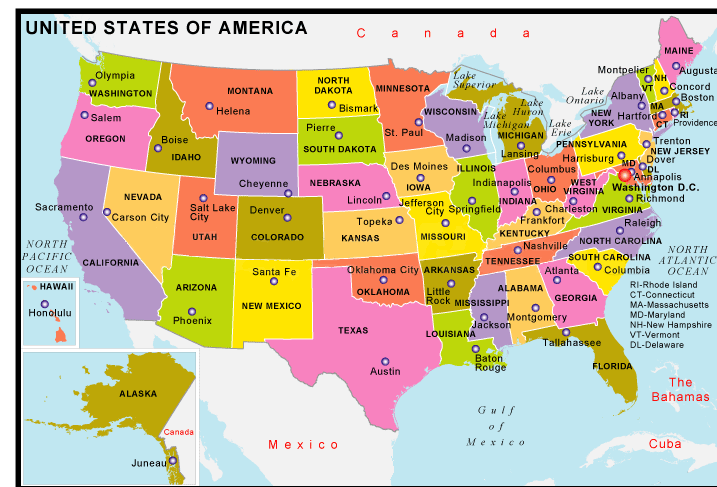 UNITED STATES OF AMERICA
C a n a d a
Olympia
WASHINGTON
Salem
OREGON
Boise
IDAHO
MONTANA
Helena
NORTH
DAKOTA
Bismark
Pierre
SOUTH DAKOTA
MINNESOTA
St. Paul
WISCONSIN
Madison
Lake
Superior
Lake
Michigan
Lake
Huron
MICHIGAN
Lansing
Lake
Erie
Lake
Ontario
MAINE
Augusta
Montpelier
NH
VT
Concord
Boston
MA
Albany
Hartford
CT
RI
Providence
NEW
YORK
PENNSYLVANIA
Harrisburg
Trenton
NEW JERSEY
MD
Dover
DL
Annapolis
Washington D.C.
WYOMING
Cheyenne
NEBRASKA
Lincoln
Des Moines
IOWA
ILLINOIS
Springfield
Indianapolis
INDIANA
Columbus
OHIO
WEST
VIRGINIA
Charleston
Richmond
VIRGINIA
NEVADA
Carson City
Sacramento
CALIFORNIA
Salt Lake
City
UTAH
Denver
COLORADO
Topeka
KANSAS
Jefferson
City
MISSOURI
Frankfort
KENTUCKY
Nashville
TENNESSEE
Raleigh
NORTH CAROLINA
SOUTH CAROLINA
Columbia
NORTH
PACIFIC
OCEAN
NORTH
ATLANTIC
OCEAN
ARIZONA
Phoenix
Santa Fe
NEW MEXICO
Oklahoma City
OKLAHOMA
ARKANSAS
Little
Rock
MISSISSIPPI
Jackson
ALABAMA
Montgomery
Atlanta
GEORGIA
TEXAS
Austin
LOUISIANA
Baton
Rouge
Tallahassee
FLORIDA
RI-Rhode Island
CT-Connecticut
MA-Massachusetts
MD-Maryland
NH-New Hampshire
VT-Vermont
DL-Delaware
HAWAII
Honolulu
ALASKA
Canada
Juneau
M e x i c o
Gulf
of
Mexico
The
Bahamas
Cuba